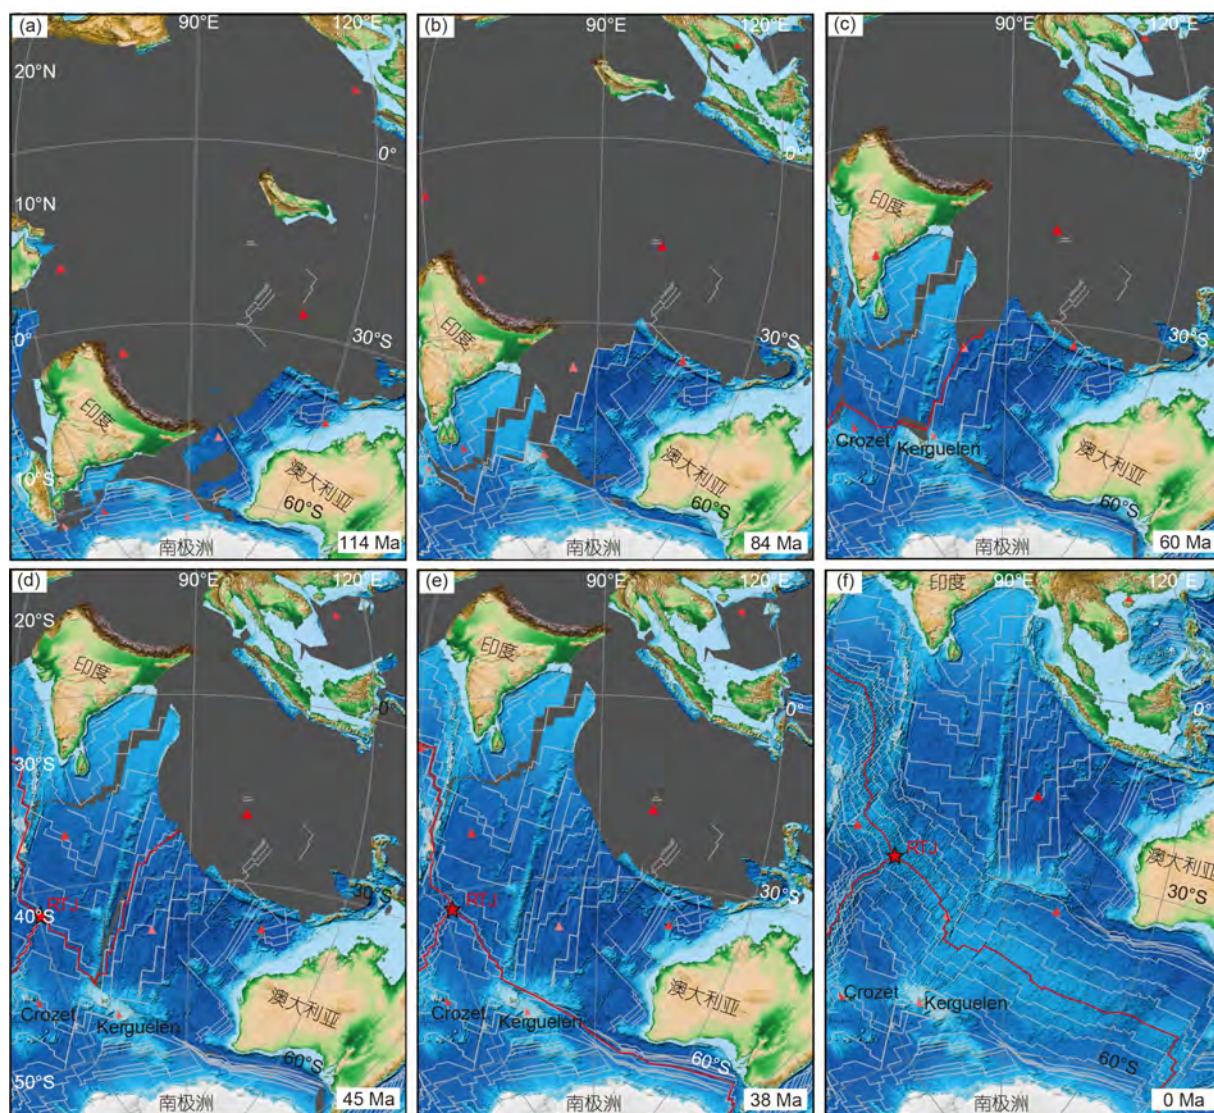 (a)
90°E
120°E
20°N
0°
10°N
30°S
0°
印度
10°S
澳大利亚
60°S
南极洲
114 Ma
(b)
90°E
120°E
0°
30°S
印度
澳大利亚
60°S
南极洲
84 Ma
(c)
90°E
120°E
印度
0°
30°S
Crozet
Kerguelen
澳大利亚
60°S
南极洲
60 Ma
(d)
90°E
120°E
20°S
印度
0°
30°S
30°S
RTJ
40°S
Crozet
Kerguelen
澳大利亚
60°S
50°S
南极洲
45 Ma
(e)
90°E
120°E
印度
0°
30°S
RTJ
Crozet
Kerguelen
澳大利亚
60°S
南极洲
38 Ma
(f)
印度
90°E
120°E
0°
RTJ
澳大利亚
30°S
Crozet
Kerguelen
60°S
南极洲
0 Ma